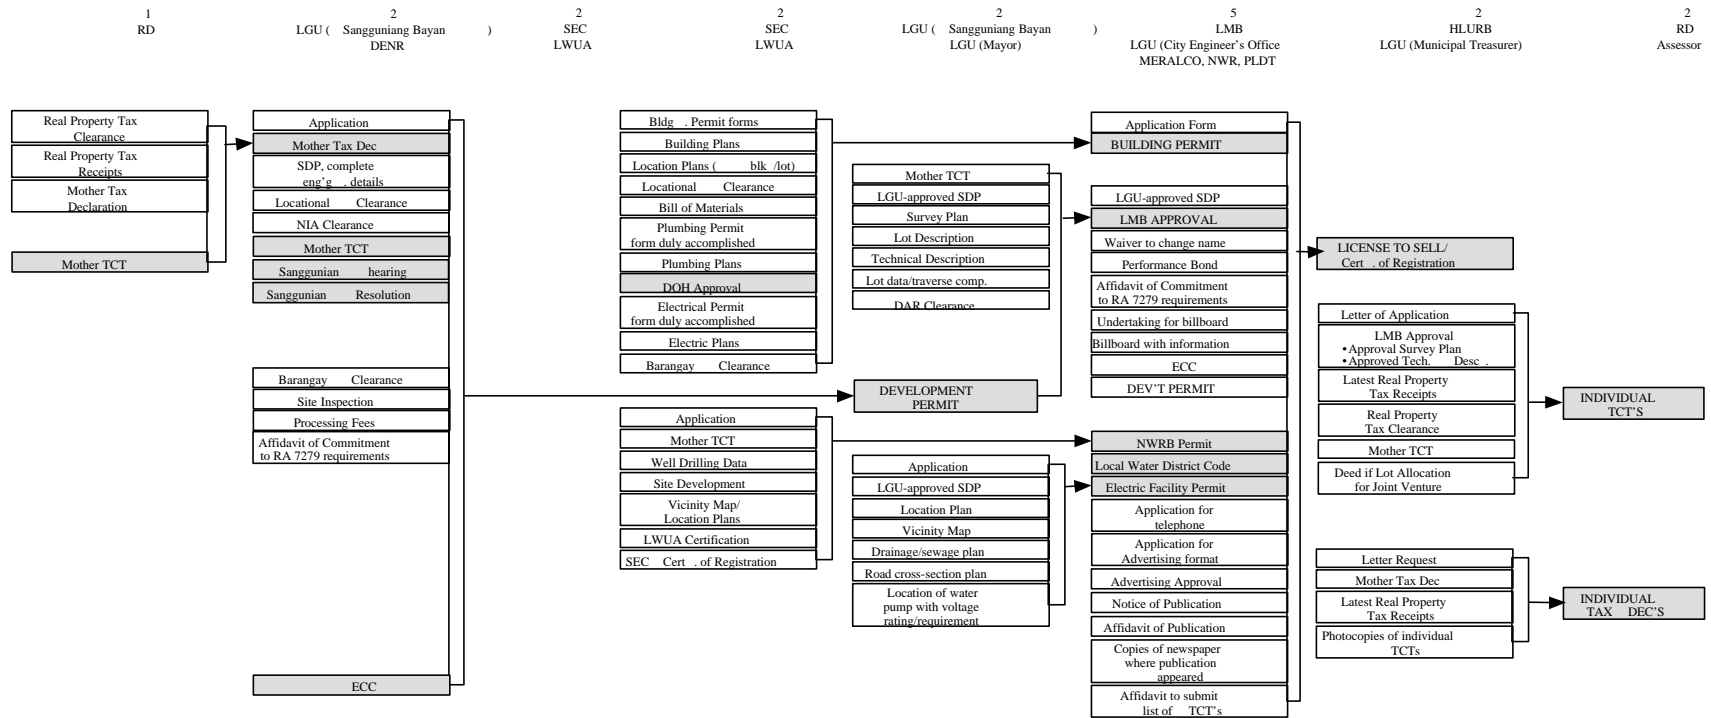 1
RD
2
LGU ( Sangguniang Bayan )
DENR
2
SEC
LWUA
2
SEC
LWUA
2
LGU ( Sangguniang Bayan )
LGU (Mayor)
5
LMB
LGU (City Engineer's Office
MERALCO, NWR, PLDT
2
HLURB
LGU (Municipal Treasurer)
2
RD
Assessor
Real Property Tax
Clearance
Real Property Tax
Receipts
Mother Tax
Declaration
Mother TCT
Application
Mother Tax Dec
SDP, complete
eng'g . details
Locational Clearance
NIA Clearance
Mother TCT
Sanggunian hearing
Sanggunian Resolution
Barangay Clearance
Site Inspection
Processing Fees
Affidavit of Commitment
to RA 7279 requirements
ECC
Bldg . Permit forms
Building Plans
Location Plans ( blk /lot)
Locational Clearance
Bill of Materials
Plumbing Permit
form duly accomplished
Plumbing Plans
DOH Approval
Electrical Permit
form duly accomplished
Electric Plans
Barangay Clearance
Application
Mother TCT
Well Drilling Data
Site Development
Vicinity Map/
Location Plans
LWUA Certification
SEC Cert . of Registration
Mother TCT
LGU-approved SDP
Survey Plan
Lot Description
Technical Description
Lot data/traverse comp.
DAR Clearance
DEVELOPMENT
PERMIT
Application
LGU-approved SDP
Location Plan
Vicinity Map
Drainage/sewage plan
Road cross-section plan
Location of water
pump with voltage
rating/requirement
Application Form
BUILDING PERMIT
LGU-approved SDP
LMB APPROVAL
Waiver to change name
Performance Bond
Affidavit of Commitment
to RA 7279 requirements
Undertaking for billboard
Billboard with information
ECC
DEV'T PERMIT
NWRB Permit
Local Water District Code
Electric Facility Permit
Application for
telephone
Application for
Advertising format
Advertising Approval
Notice of Publication
Affidavit of Publication
Copies of newspaper
where publication
appeared
Affidavit to submit
list of TCT's
LICENSE TO SELL/
Cert . of Registration
Letter of Application
LMB Approval
•Approval Survey Plan
•Approved Tech. Desc .
Latest Real Property
Tax Receipts
Real Property
Tax Clearance
Mother TCT
Deed if Lot Allocation
for Joint Venture
Letter Request
Mother Tax Dec
Latest Real Property
Tax Receipts
Photocopies of individual
TCTs
INDIVIDUAL
TCT'S
INDIVIDUAL
TAX DEC'S